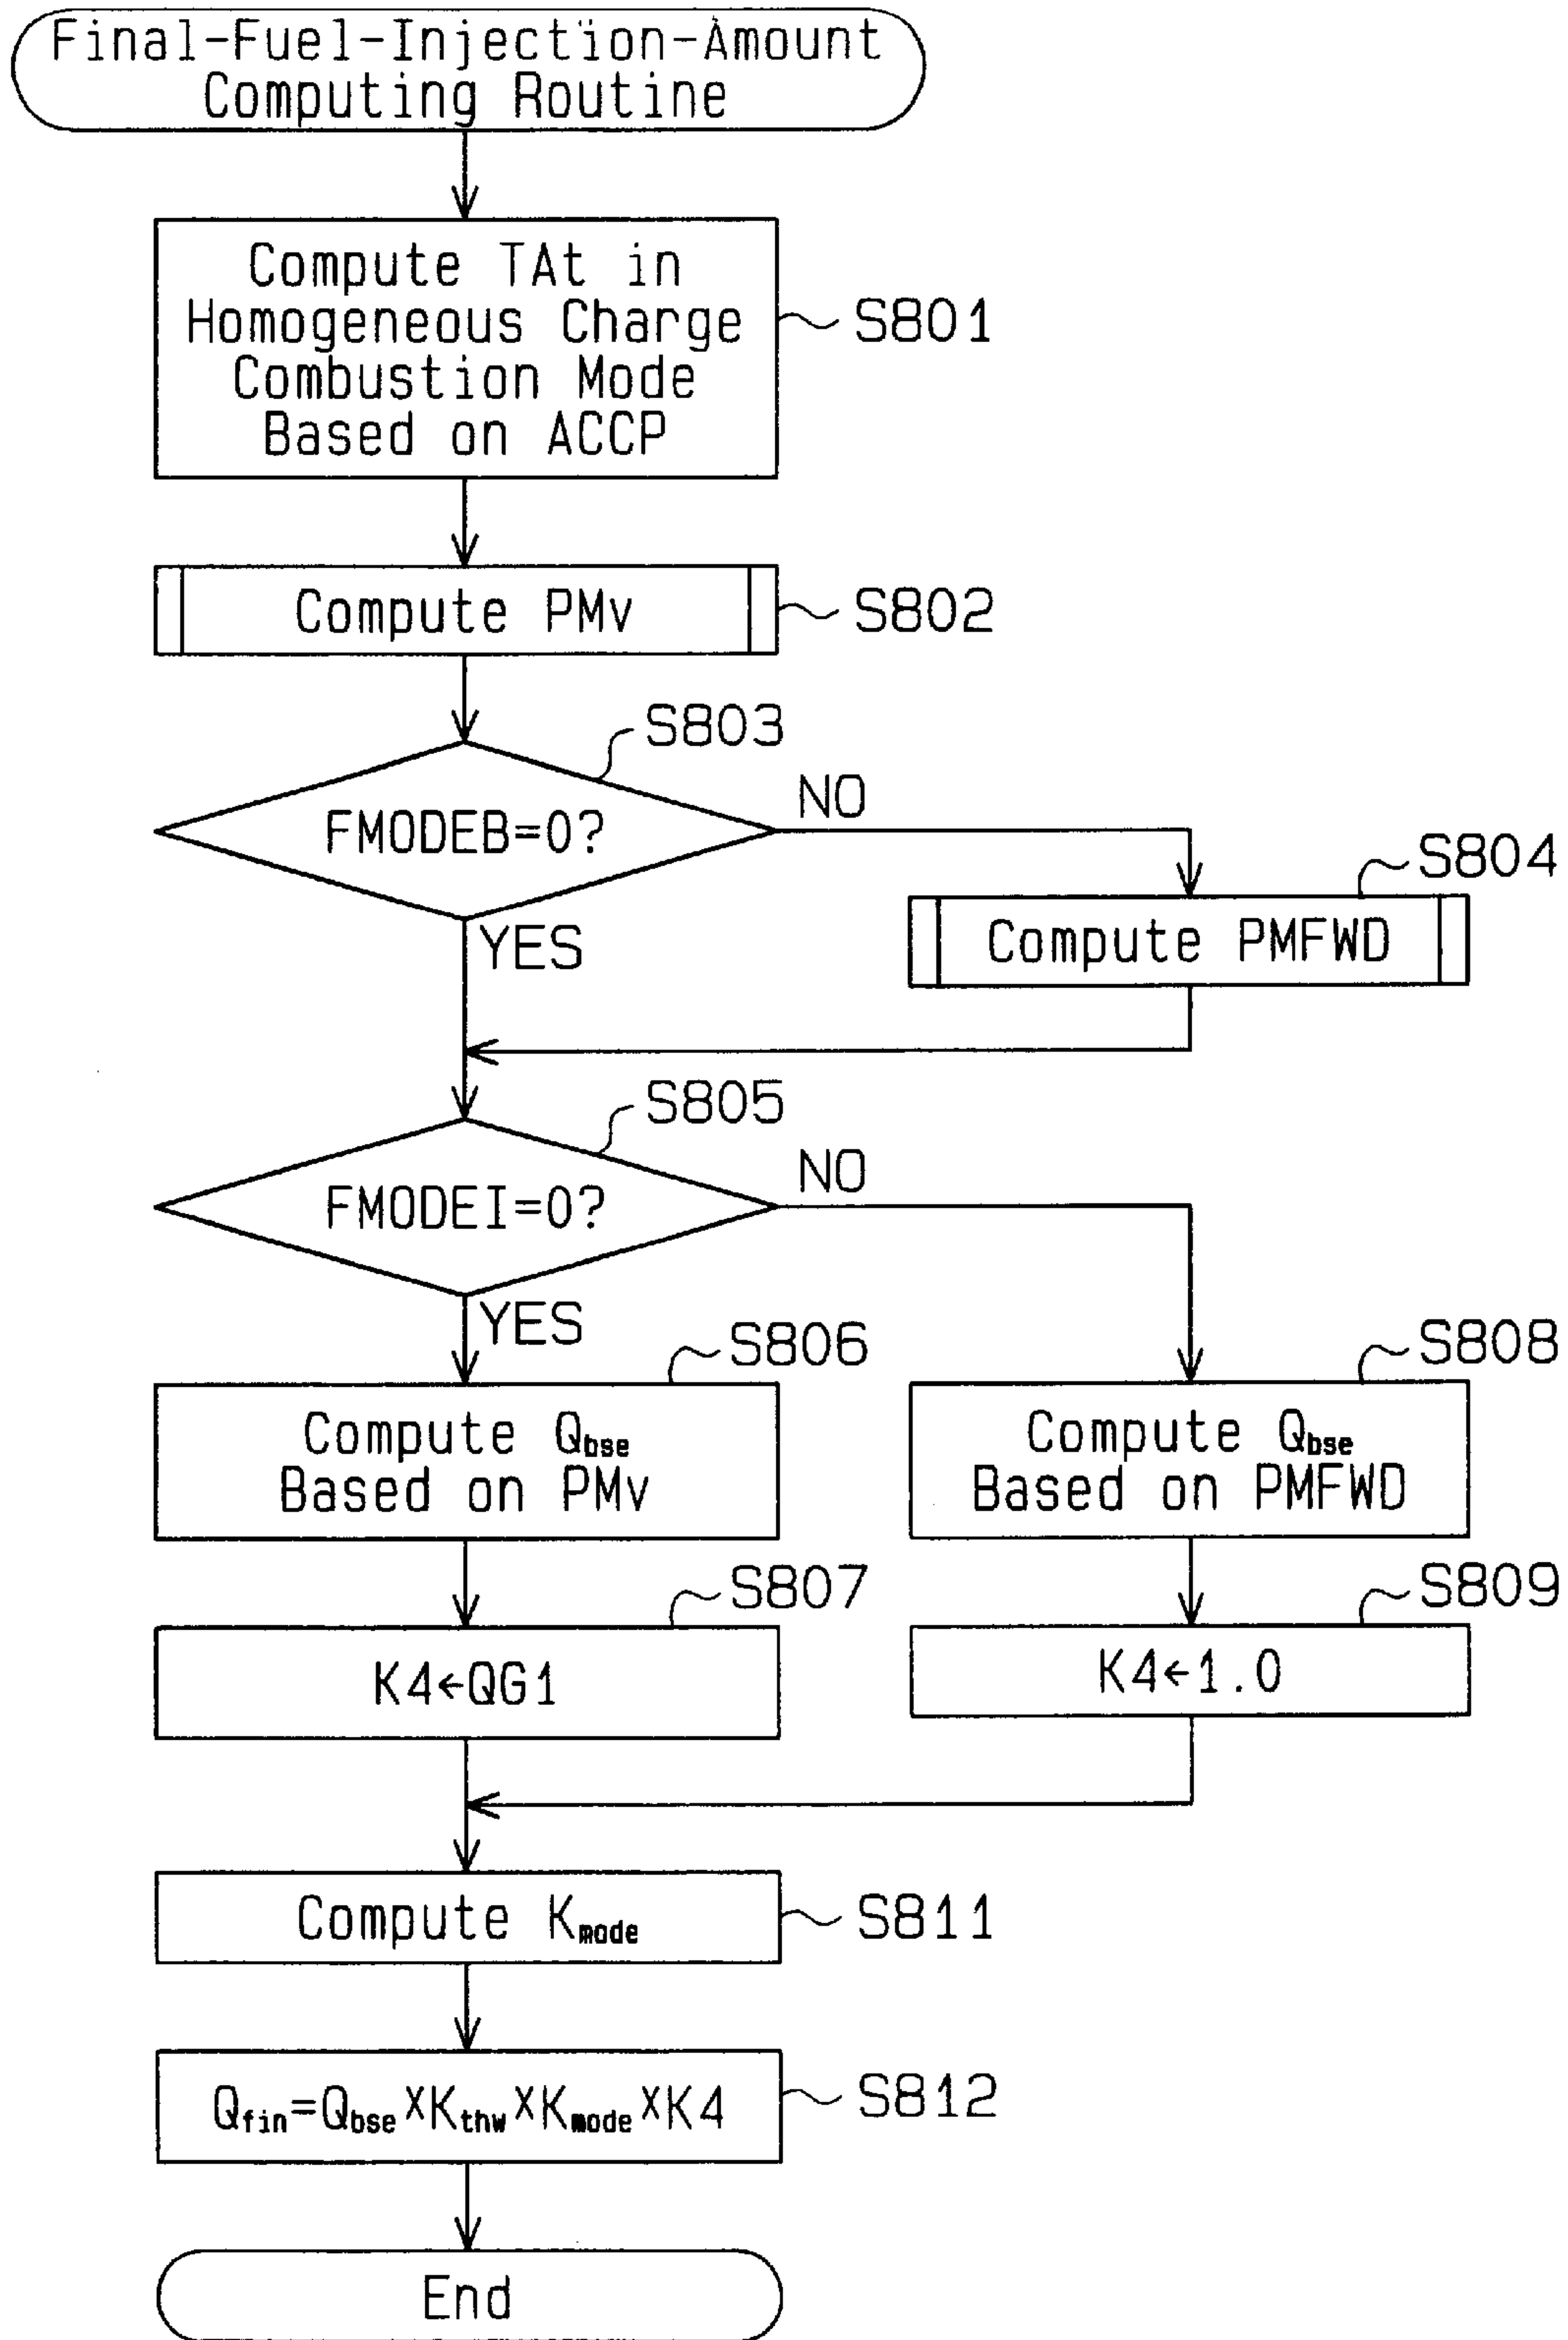 Final-Fuel-Injection-Amount
Computing Routine
Compute TAt in
Homogeneous Charge
Combustion Mode
Based on ACCP
S801
Compute PMv
S802
S803
FMODEB=0?
NO
YES
S804
Compute PMFWD
S805
FMODEI=0?
NO
YES
S806
Compute Qbse
Based on PMv
S808
Compute Qbse
Based on PMFWD
S807
K4←QG1
S809
K4←1.0
Compute Kmode
S811
Qfin=Qbse×Kthw×Kmode×K4
S812
End